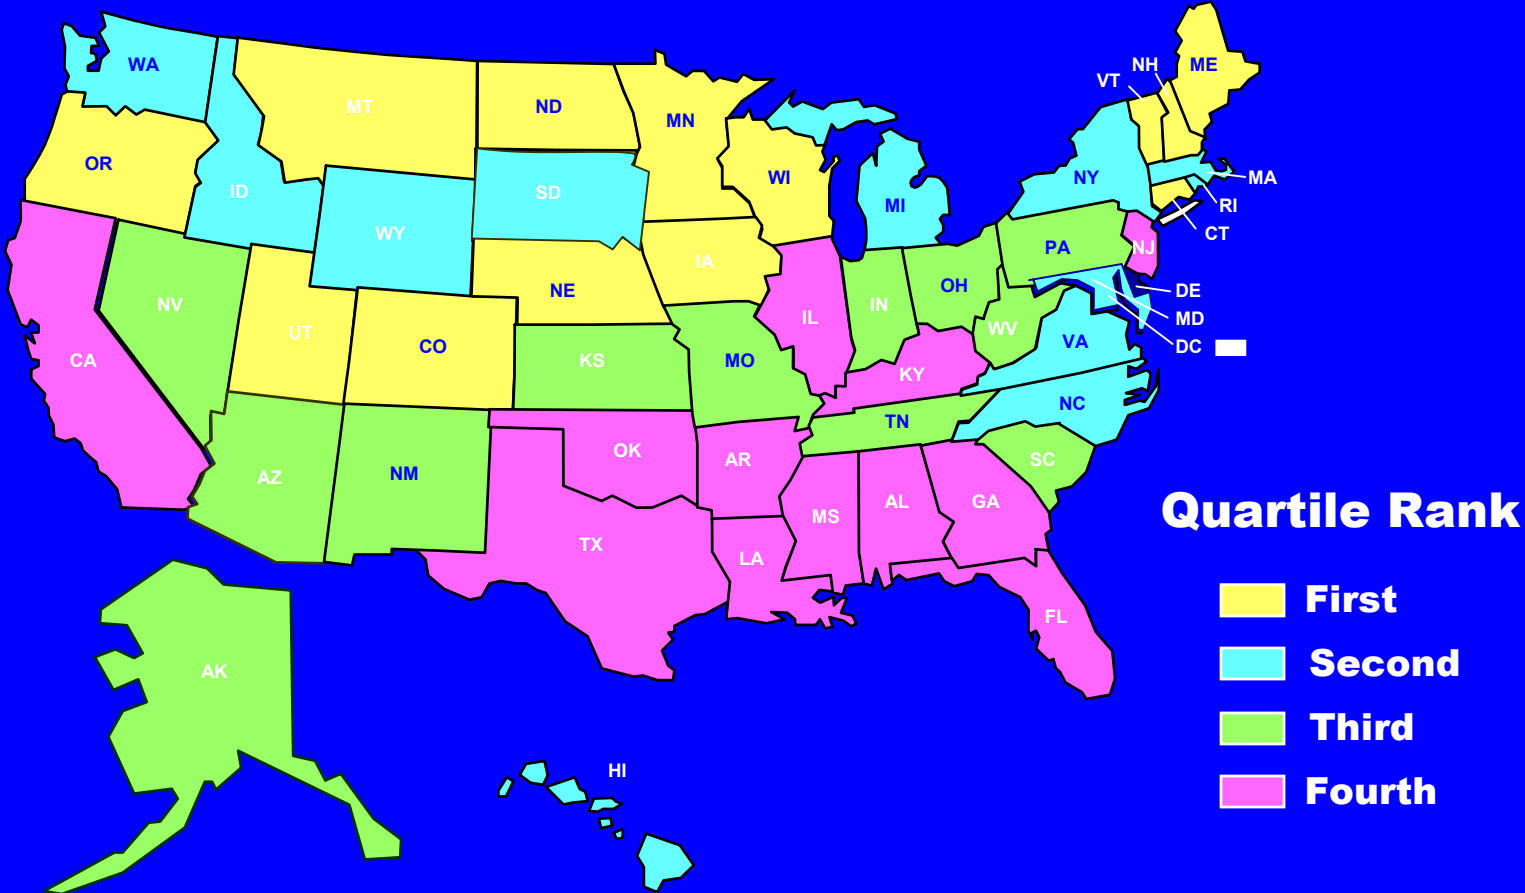 WA
MT
ND
MN
VT
NH
ME
OR
ID
SD
WI
MI
NY
MA
RI
CT
WY
NV
UT
CO
NE
IA
IL
IN
OH
PA
NJ
DE
MD
DC
CA
KS
MO
KY
WV
VA
NC
AZ
NM
OK
AR
TN
SC
TX
LA
MS
AL
GA
FL
AK
HI
Quartile Rank
First
Second
Third
Fourth